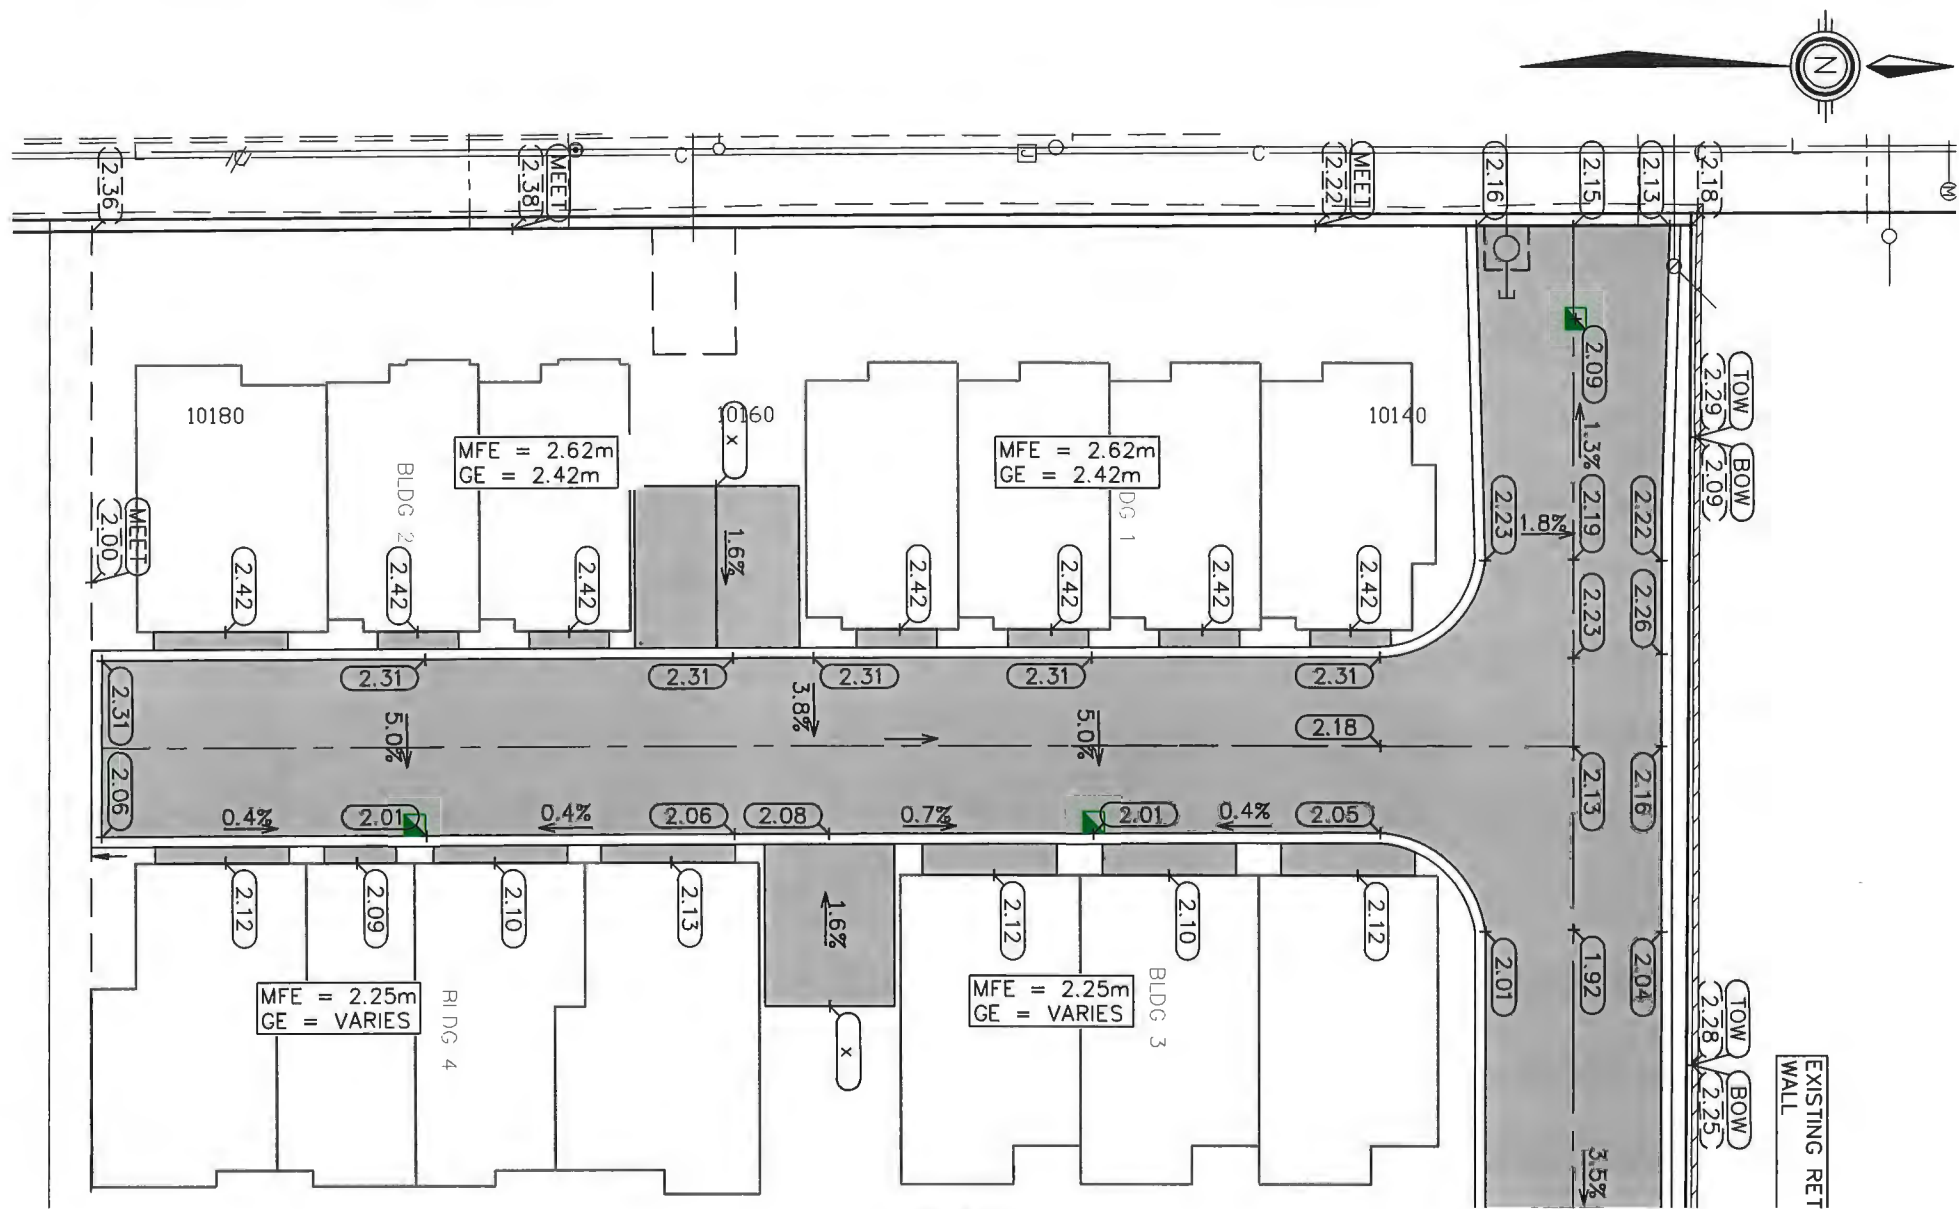 N
(2.36)
MEET
(2.38)
C
J
C
MEET
(2.22)
2.16
2.15
2.13
(2.18)
M
2.09
TOW
(2.29)
BOW
(2.09)
1.3%
10180
10160
10140
x
MFE = 2.62m
GE = 2.42m
MFE = 2.62m
GE = 2.42m
BLDG 2
DG 1
MEET
(2.00)
1.6%
2.23
1.8%
2.19
2.22
2.42
2.42
2.42
2.42
2.42
2.42
2.42
2.23
2.26
2.31
2.31
2.31
2.31
2.31
2.31
5.0%
3.8%
5.0%
2.18
2.06
2.13
2.16
0.4%
2.01
0.4%
2.06
2.08
0.7%
2.01
0.4%
2.05
2.12
2.09
2.10
2.13
1.6%
2.12
2.10
2.12
2.01
1.92
2.04
MFE = 2.25m
GE = VARIES
BLDG 4
x
MFE = 2.25m
GE = VARIES
BLDG 3
TOW
(2.28)
BOW
(2.25)
3.5%
EXISTING RET
WALL